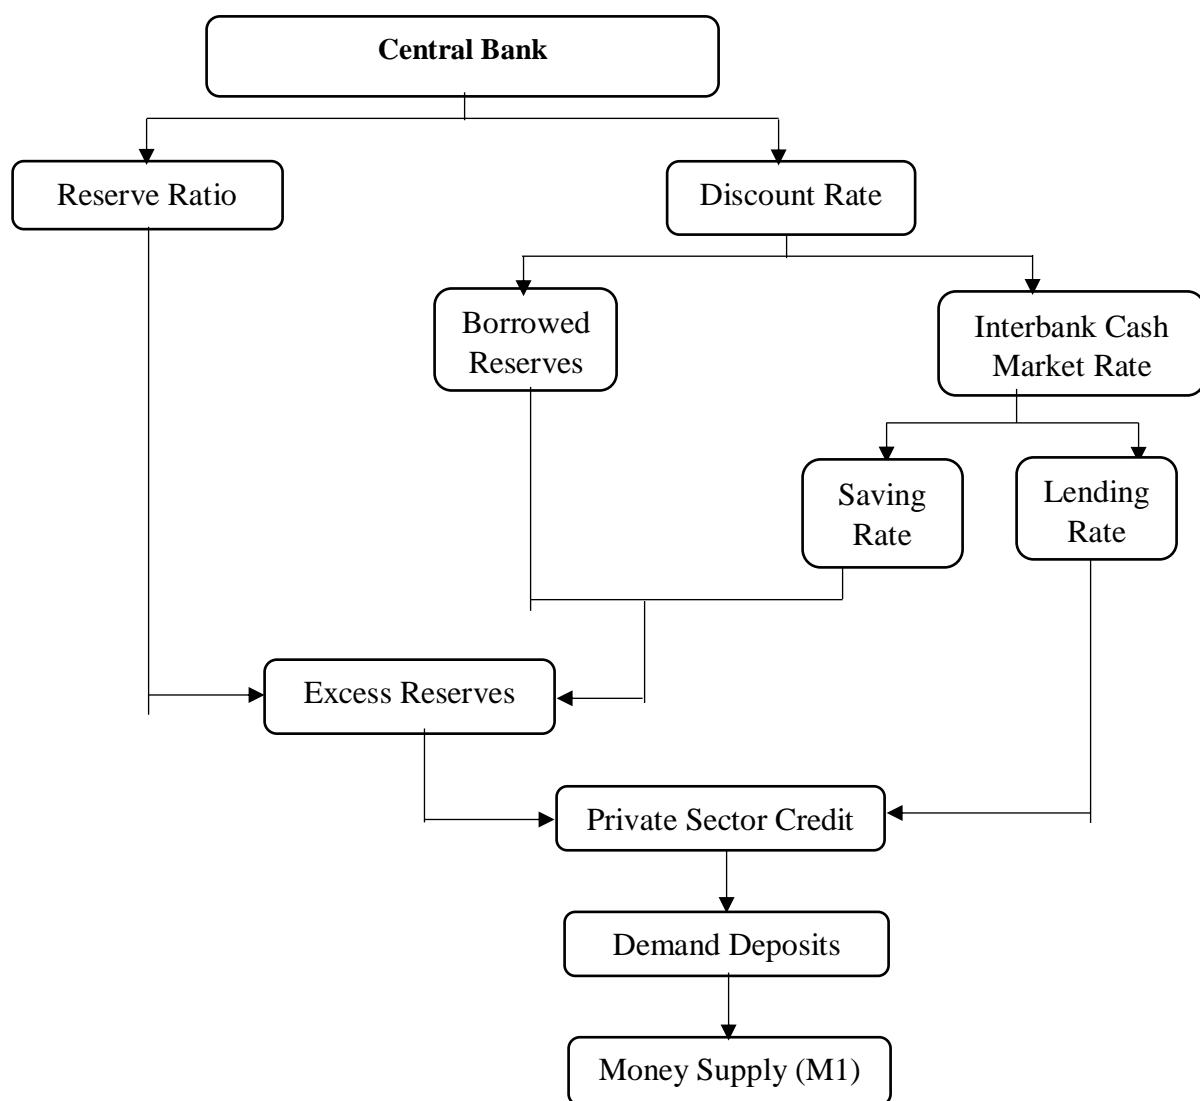 Central Bank
Reserve Ratio
Discount Rate
Borrowed
Reserves
Interbank Cash
Market Rate
Saving
Rate
Lending
Rate
Excess Reserves
Private Sector Credit
Demand Deposits
Money Supply (M1)